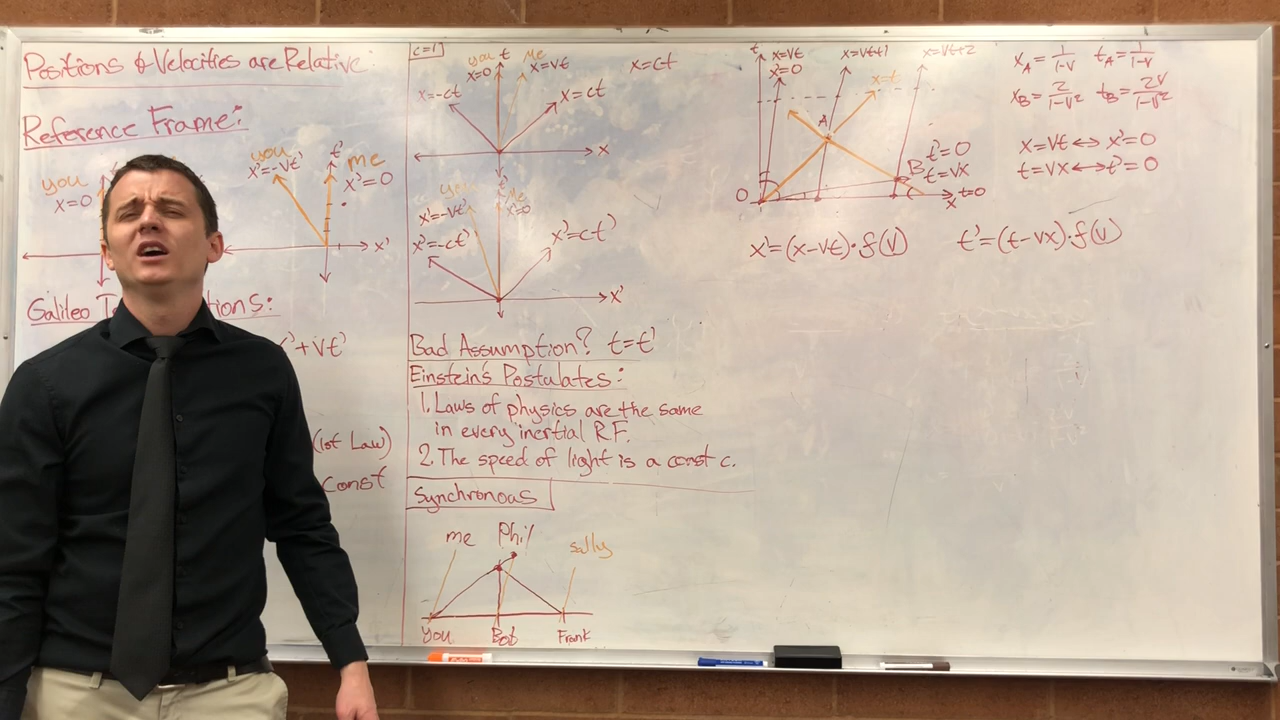 Positions & Velocities are Relative:
Reference Frame:
you
x=0
you
x'=-vt'
t'
me
x'=0
x'
Galileo
tions:
x'+vt'
(1st Law)
const
c=1
you
t
me
x=0
x=vt
x=ct
x=-ct
x=ct
x
t'
you
me
x'=-vt'
x'=0
x'=-ct'
x'=ct'
x'
Bad Assumption? t=t'
Einstein's Postulates:
1. Laws of physics are the same
in every inertial R.F.
2. The speed of light is a const c.
Synchronous
me Phil sally
you Bob Frank
t
x=vt
x'=0
x=vt+1
x=vt+2
x=t
A
B
t'=0
t=vx
O
x
t=0
x_A = 1/(1-v) t_A = 1/(1-v)
x_B = 2/(1-v²) t_B = 2v/(1-v²)
x=vt ↔ x'=0
t=vx ↔ t'=0
x'=(x-vt)·f(v) t'=(t-vx)·f(v)